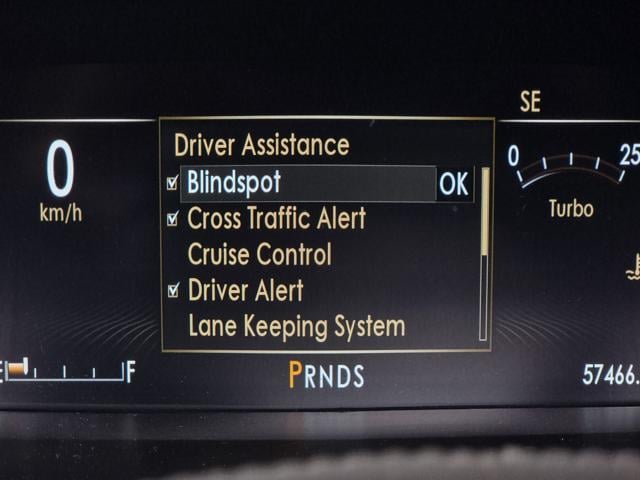 SE
0
km/h
Driver Assistance
Blindspot OK
Cross Traffic Alert
Cruise Control
Driver Alert
Lane Keeping System
0 25
Turbo
E F
PRNDS
57466.